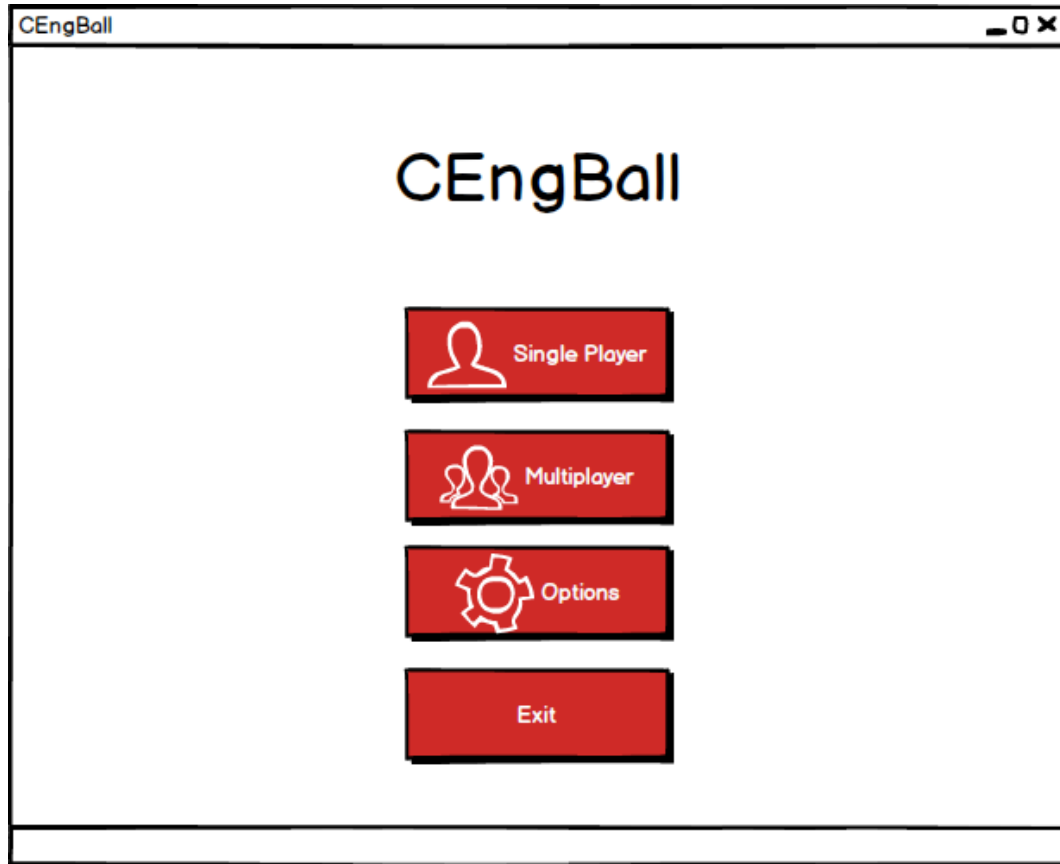 CEngBall
CEngBall
Single Player
Multiplayer
Options
Exit